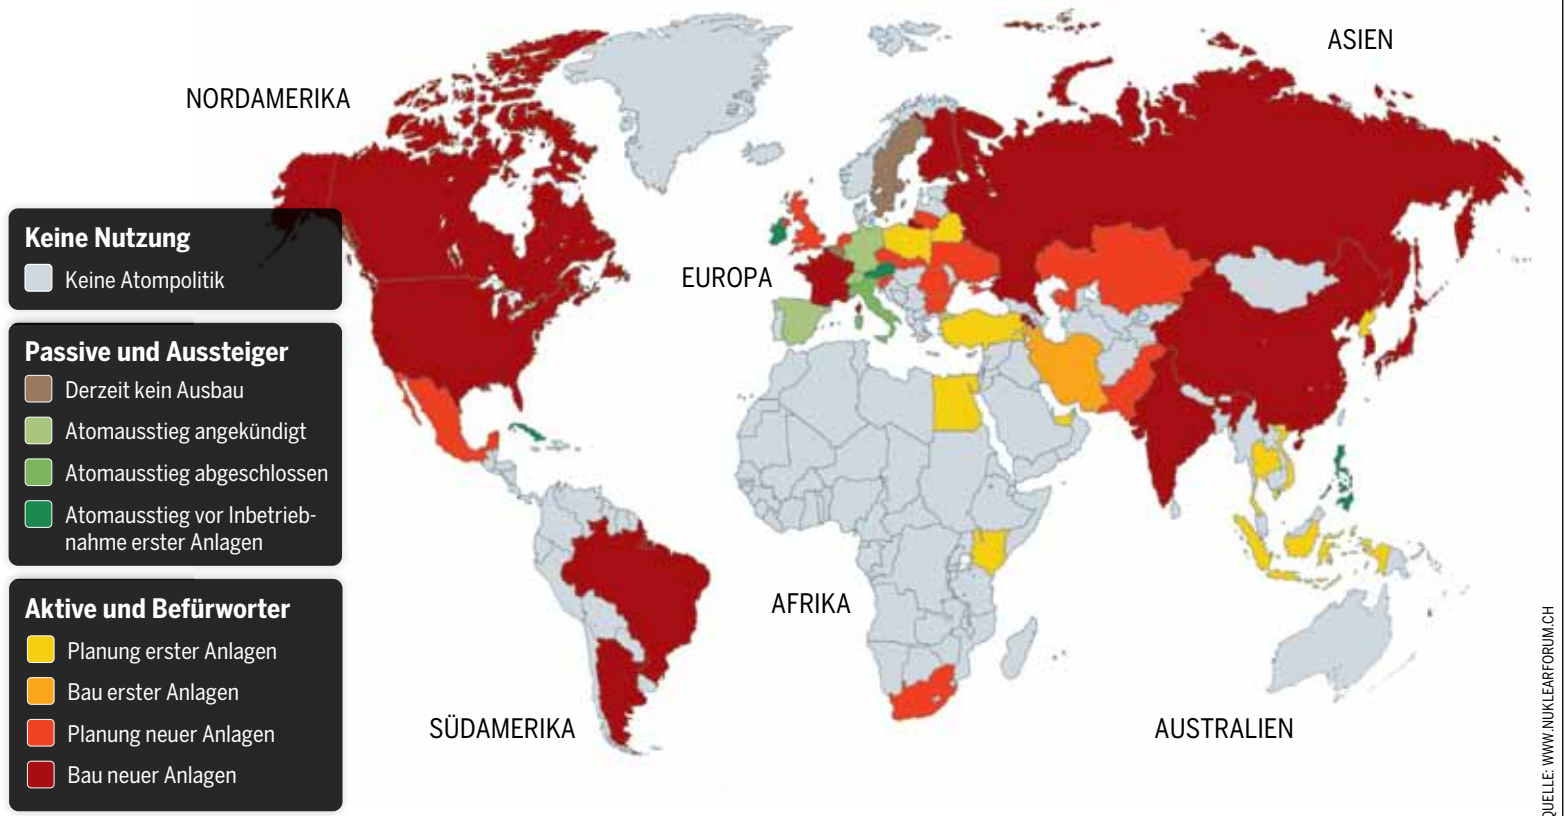 NORDAMERIKA
ASIEN
EUROPA
AFRIKA
SÜDAMERIKA
AUSTRALIEN
Keine Nutzung
Keine Atompolitik
Passive und Aussteiger
Derzeit kein Ausbau
Atomausstieg angekündigt
Atomausstieg abgeschlossen
Atomausstieg vor Inbetrieb-
nahme erster Anlagen
Aktive und Befürworter
Planung erster Anlagen
Bau erster Anlagen
Planung neuer Anlagen
Bau neuer Anlagen
QUELLE: WWW.NUKLEARFORUM.CH